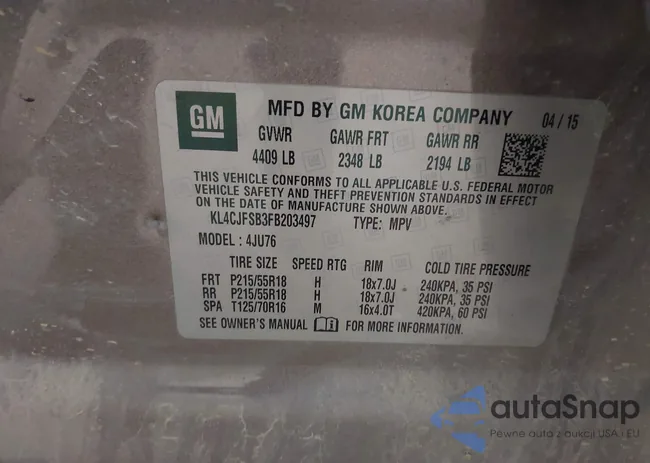 GM
MFD BY GM KOREA COMPANY 04 / 15
GVWR GAWR FRT GAWR RR
4409 LB 2348 LB 2194 LB
THIS VEHICLE CONFORMS TO ALL APPLICABLE U.S. FEDERAL MOTOR
VEHICLE SAFETY AND THEFT PREVENTION STANDARDS IN EFFECT
ON THE DATE OF MANUFACTURE SHOWN ABOVE.
KL4CJFSB3FB203497 TYPE: MPV
MODEL : 4JU76
TIRE SIZE SPEED RTG RIM COLD TIRE PRESSURE
FRT P215/55R18 H 18x7.0J 240KPA, 35 PSI
RR P215/55R18 H 18x7.0J 240KPA, 35 PSI
SPA T125/70R16 M 16x4.0T 420KPA, 60 PSI
SEE OWNER'S MANUAL FOR MORE INFORMATION.
autaSnap
Pewne auta z aukcji USA i EU